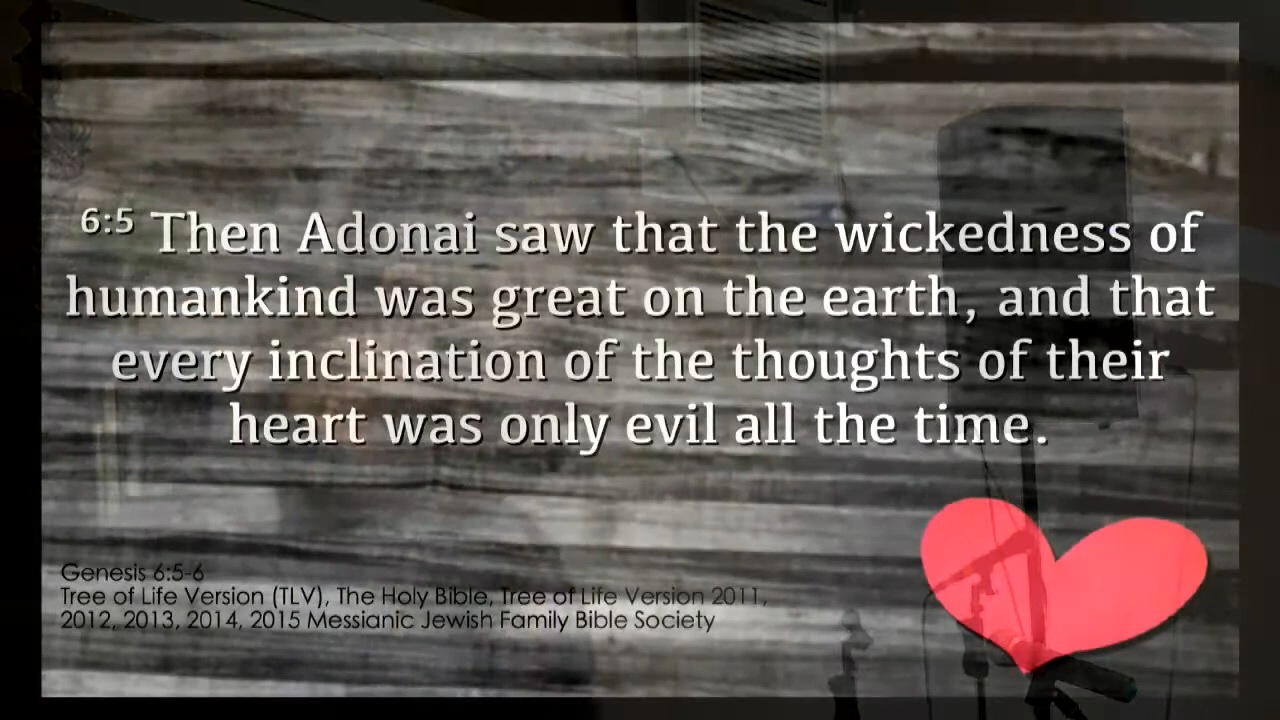 6:5 Then Adonai saw that the wickedness of
humankind was great on the earth, and that
every inclination of the thoughts of their
heart was only evil all the time.
Genesis 6:5-6
Tree of Life Version (TLV), The Holy Bible, Tree of Life Version 2011,
2012, 2013, 2014, 2015 Messianic Jewish Family Bible Society